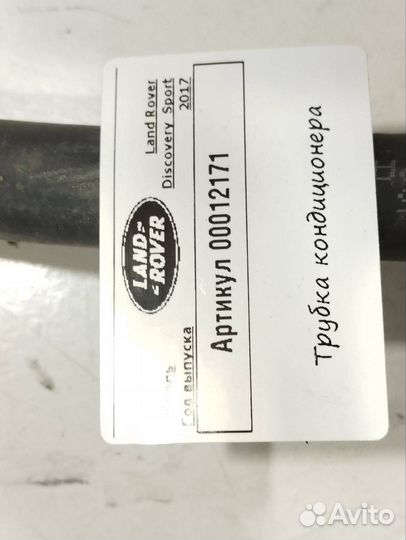 Land Rover
Discovery Sport
Год выпуска 2017
LAND-
-ROVER
Артикул 00012171
Трубка кондиционера
Avito